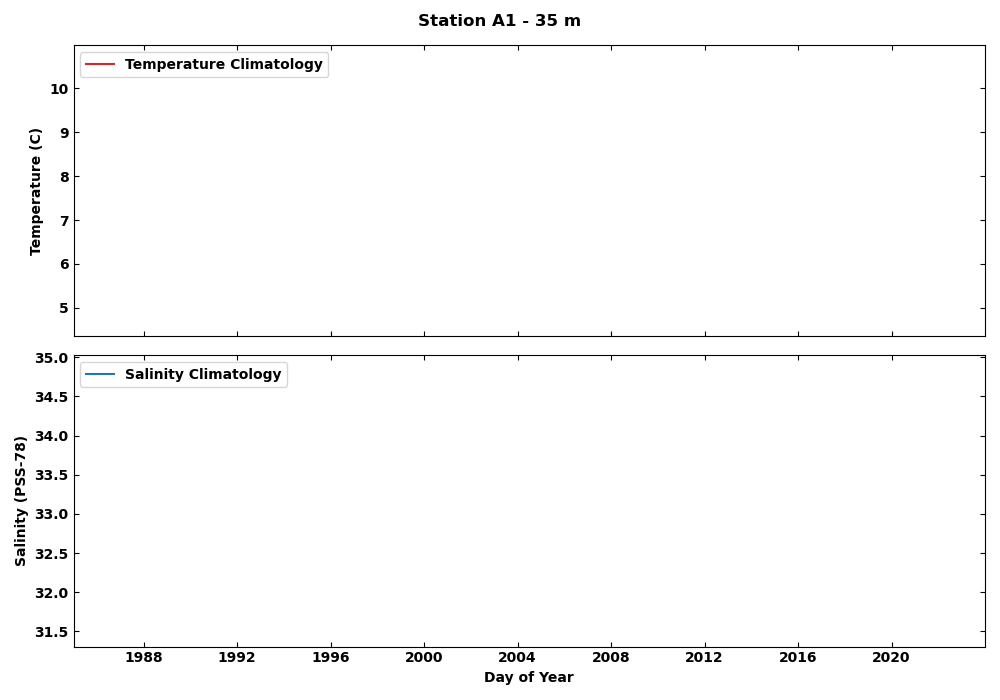 Station A1 - 35 m
Temperature Climatology
10
9
8
7
6
5
Temperature (C)
35.0
Salinity Climatology
34.5
34.0
33.5
33.0
32.5
32.0
31.5
Salinity (PSS-78)
1988 1992 1996 2000 2004 2008 2012 2016 2020
Day of Year